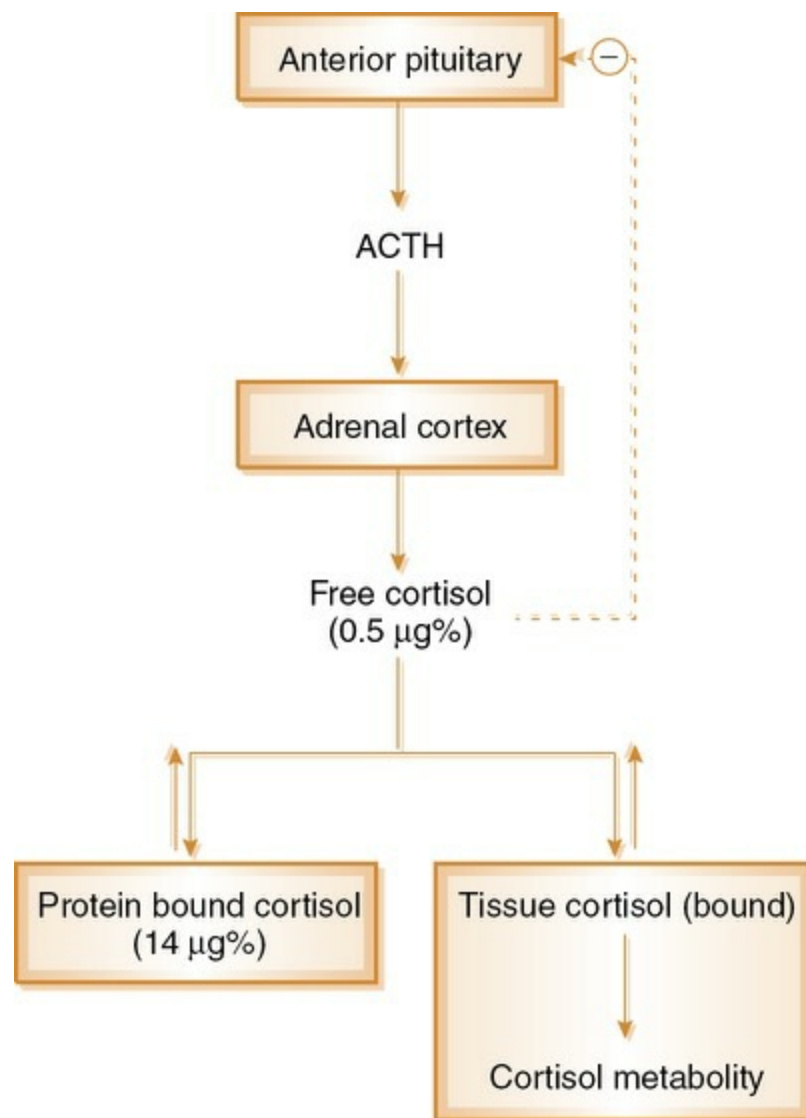 Anterior pituitary
−
ACTH
Adrenal cortex
Free cortisol
(0.5 μg%)
Protein bound cortisol
(14 μg%)
Tissue cortisol (bound)
Cortisol metabolity